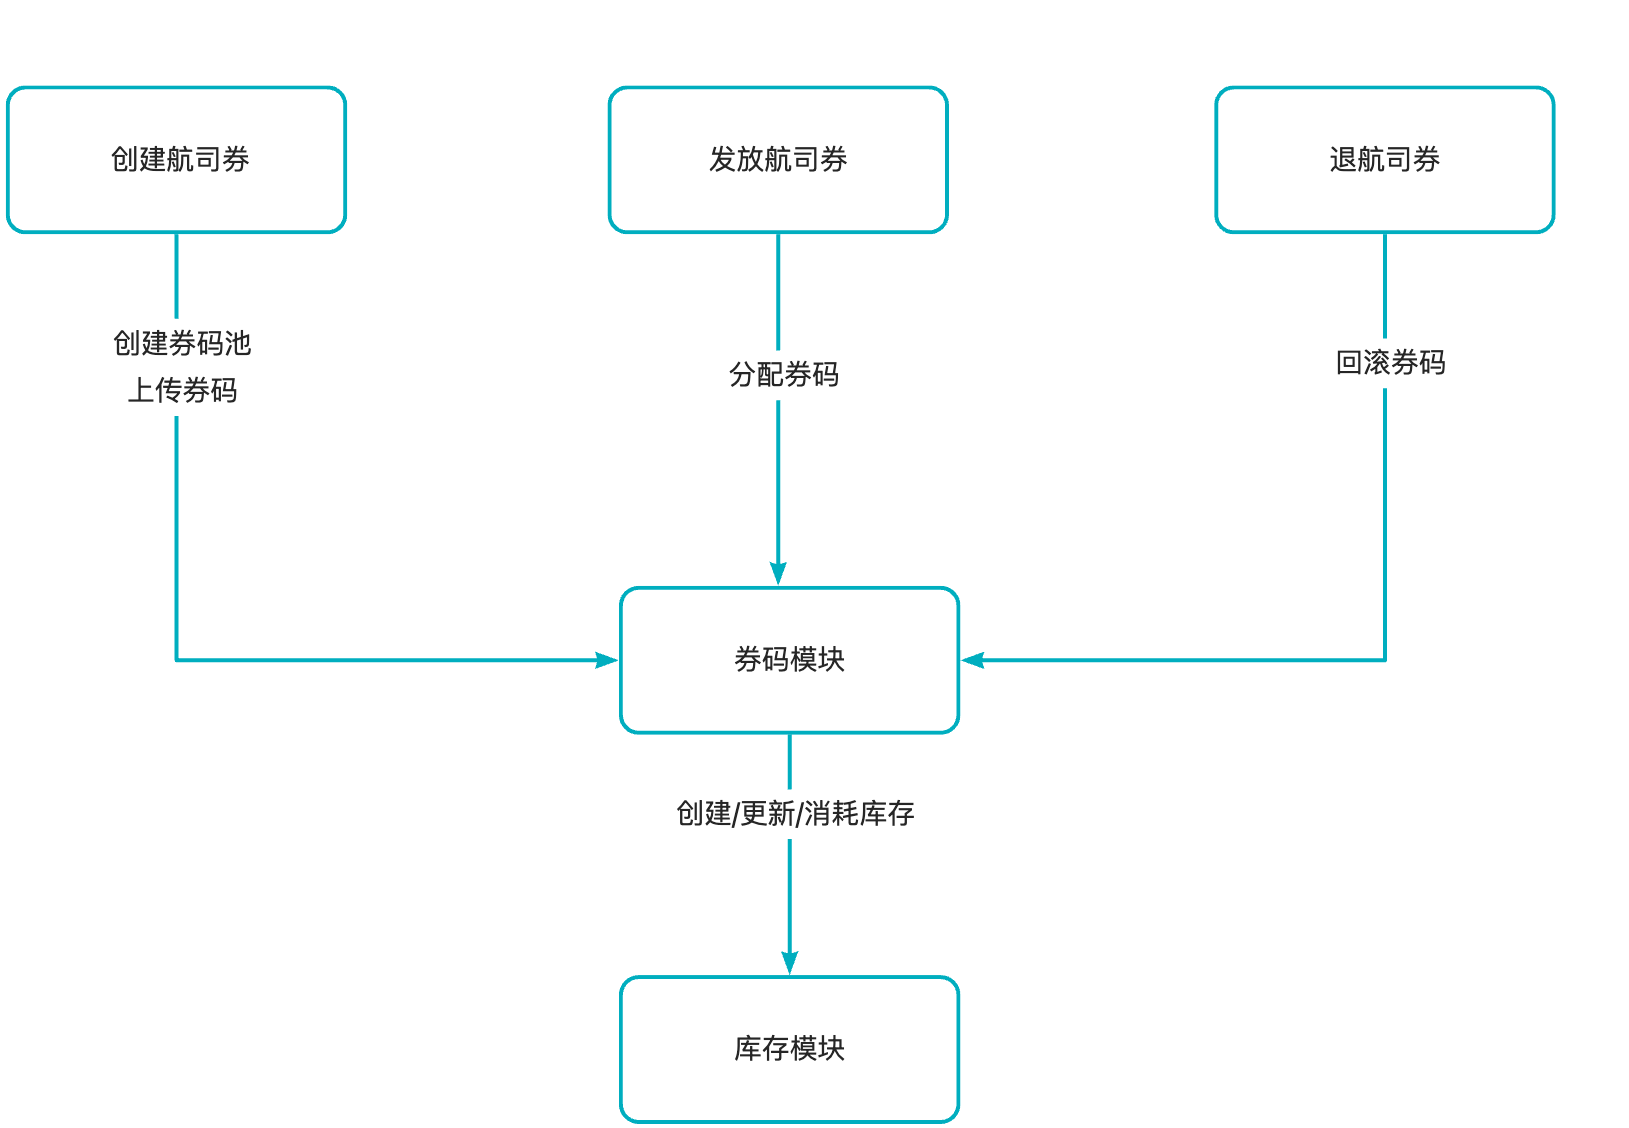 创建航司券
发放航司券
退航司券
创建券码池
上传券码
分配券码
回滚券码
券码模块
创建/更新/消耗库存
库存模块